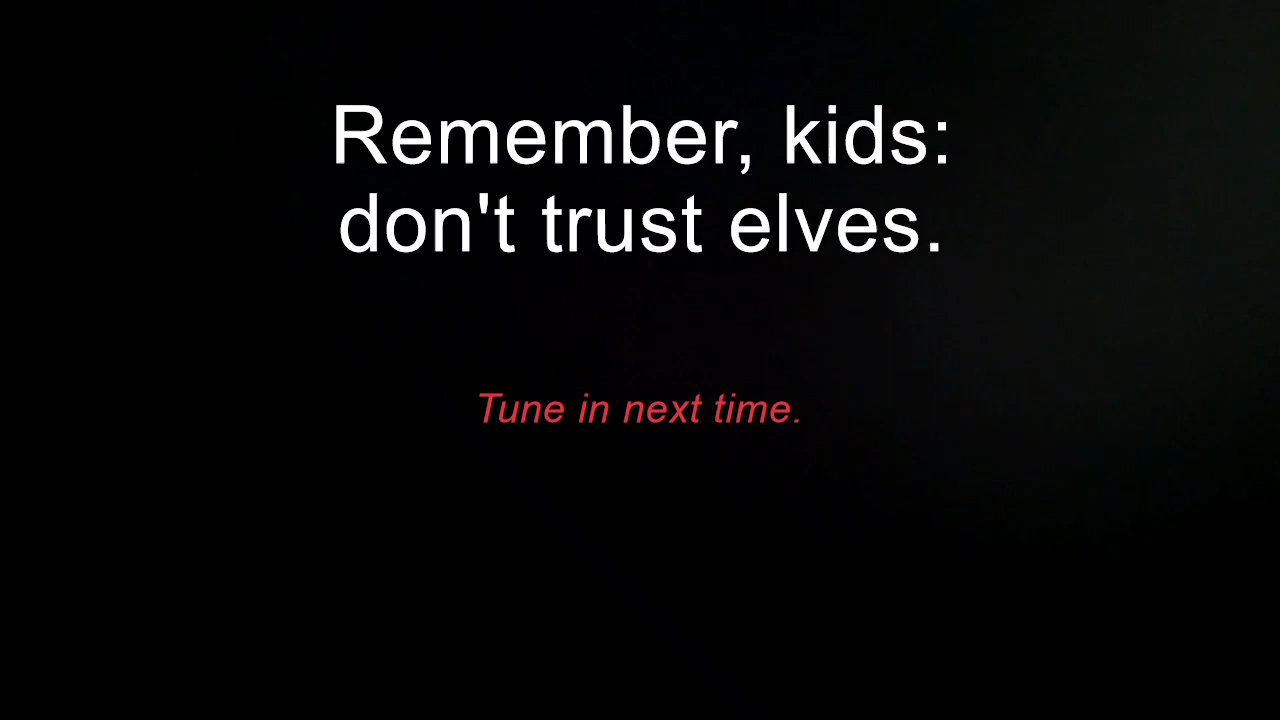 Remember, kids:
don't trust elves.
Tune in next time.